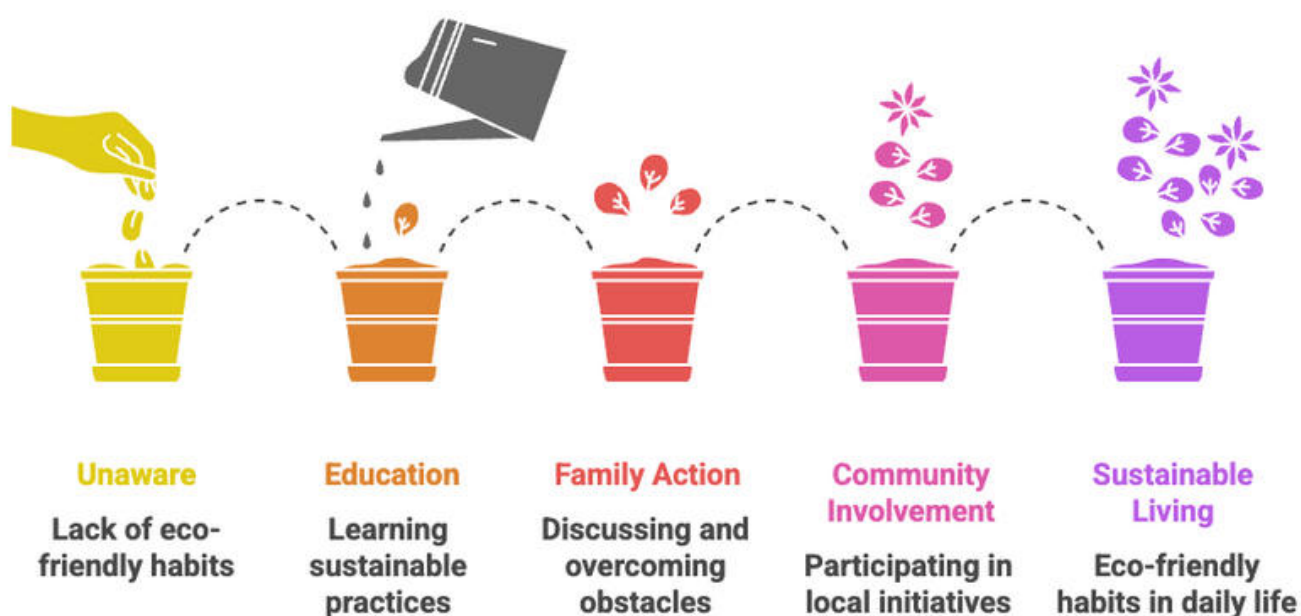 Unaware
Lack of eco-
friendly habits
Education
Learning
sustainable
practices
Family Action
Discussing and
overcoming
obstacles
Community
Involvement
Participating in
local initiatives
Sustainable
Living
Eco-friendly
habits in daily life